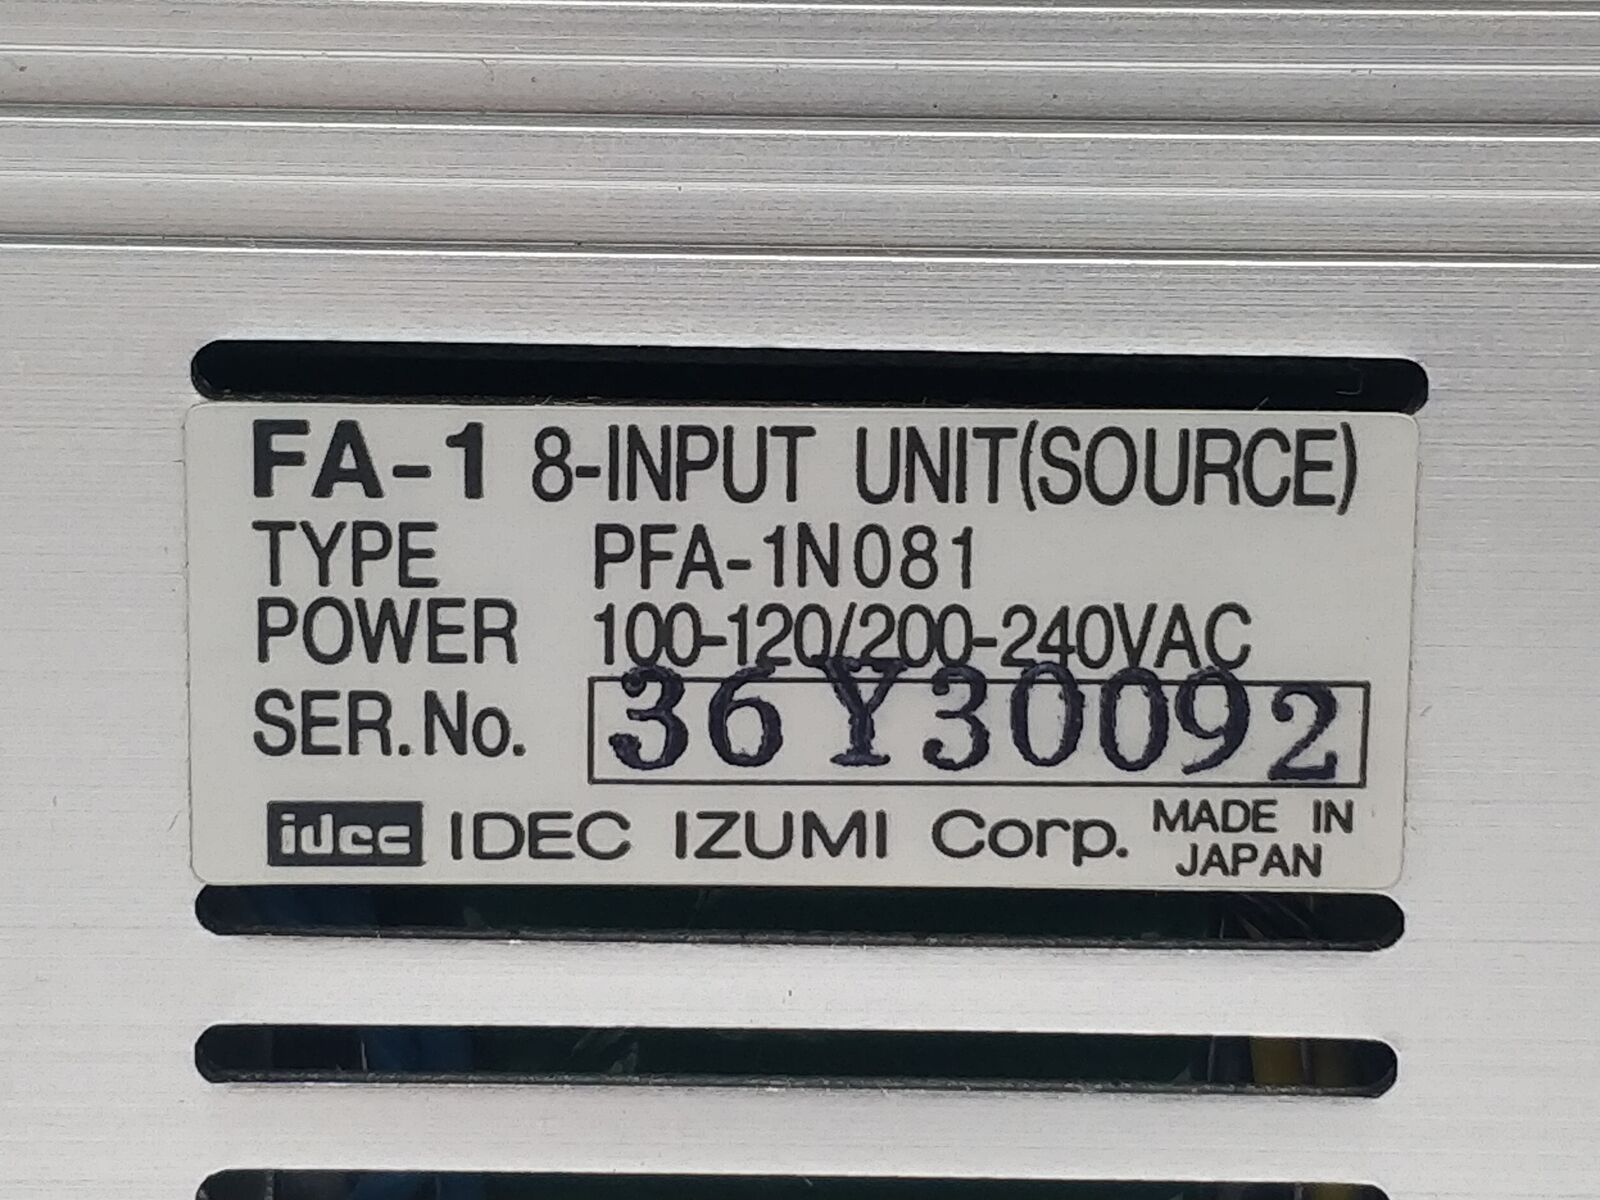 FA-1 8-INPUT UNIT(SOURCE)
TYPE PFA-1N081
POWER 100-120/200-240VAC
SER.No. 36Y30092
idec IDEC IZUMI Corp. MADE IN
JAPAN